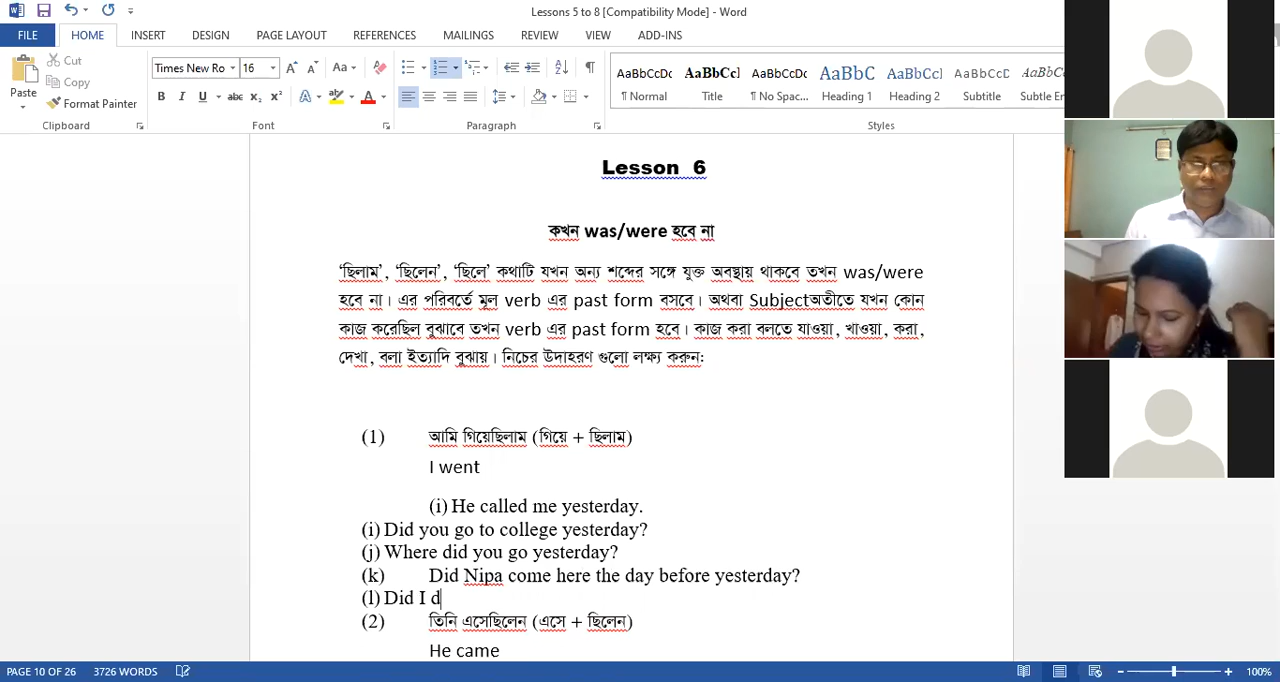 Lessons 5 to 8 [Compatibility Mode] - Word
FILE HOME INSERT DESIGN PAGE LAYOUT REFERENCES MAILINGS REVIEW VIEW ADD-INS
Paste
Cut
Copy
Format Painter
Times New Ro 16
AaBbCcDc AaBbCcI AaBbCcDc AaBbC AaBbCcI AaBbCcD AaBbCc
¶ Normal Title ¶ No Spac... Heading 1 Heading 2 Subtitle Subtle En
Clipboard Font Paragraph Styles
Lesson 6
কখন was/were হবে না
‘ছিলাম’, ‘ছিলেন’, ‘ছিলে’ কথাটি যখন অন্য শব্দের সঙ্গে যুক্ত অবস্থায় থাকবে তখন was/were
হবে না। এর পরিবর্তে মূল verb এর past form বসবে। অথবা Subjectঅতীতে যখন কোন
কাজ করেছিল বুঝাবে তখন verb এর past form হবে। কাজ করা বলতে যাওয়া, খাওয়া, করা,
দেখা, বলা ইত্যাদি বুঝায়। নিচের উদাহরণ গুলো লক্ষ্য করুন:
(1) আমি গিয়েছিলাম (গিয়ে + ছিলাম)
I went
(i) He called me yesterday.
(i) Did you go to college yesterday?
(j) Where did you go yesterday?
(k) Did Nipa come here the day before yesterday?
(l) Did I d
(2) তিনি এসেছিলেন (এসে + ছিলেন)
He came
PAGE 10 OF 26 3726 WORDS 100%